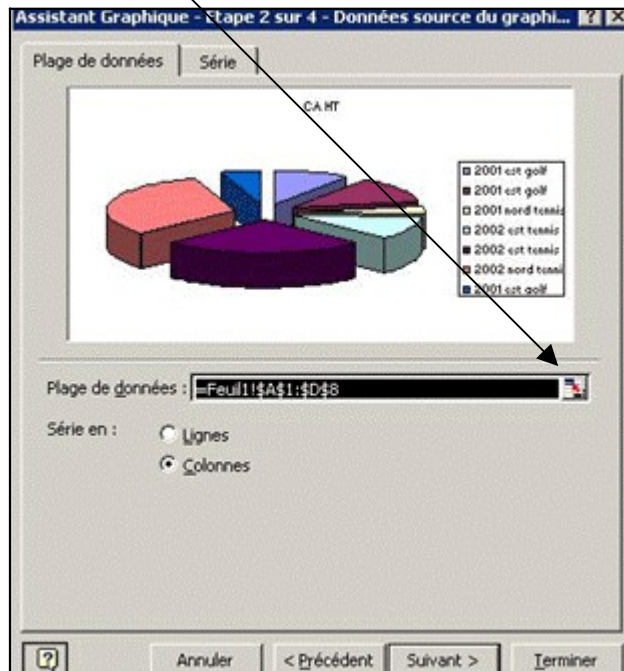 Assistant Graphique - Etape 2 sur 4 - Données source du graphi...
Plage de données
Série
CA HT
2001 est golf
2001 est golf
2001 nord tennis
2002 est tennis
2002 est tennis
2002 nord tenni
2001 est golf
Plage de données :
=Feuil1!$A$1:$D$8
Série en :
Lignes
Colonnes
Annuler
< Précédent
Suivant >
Terminer